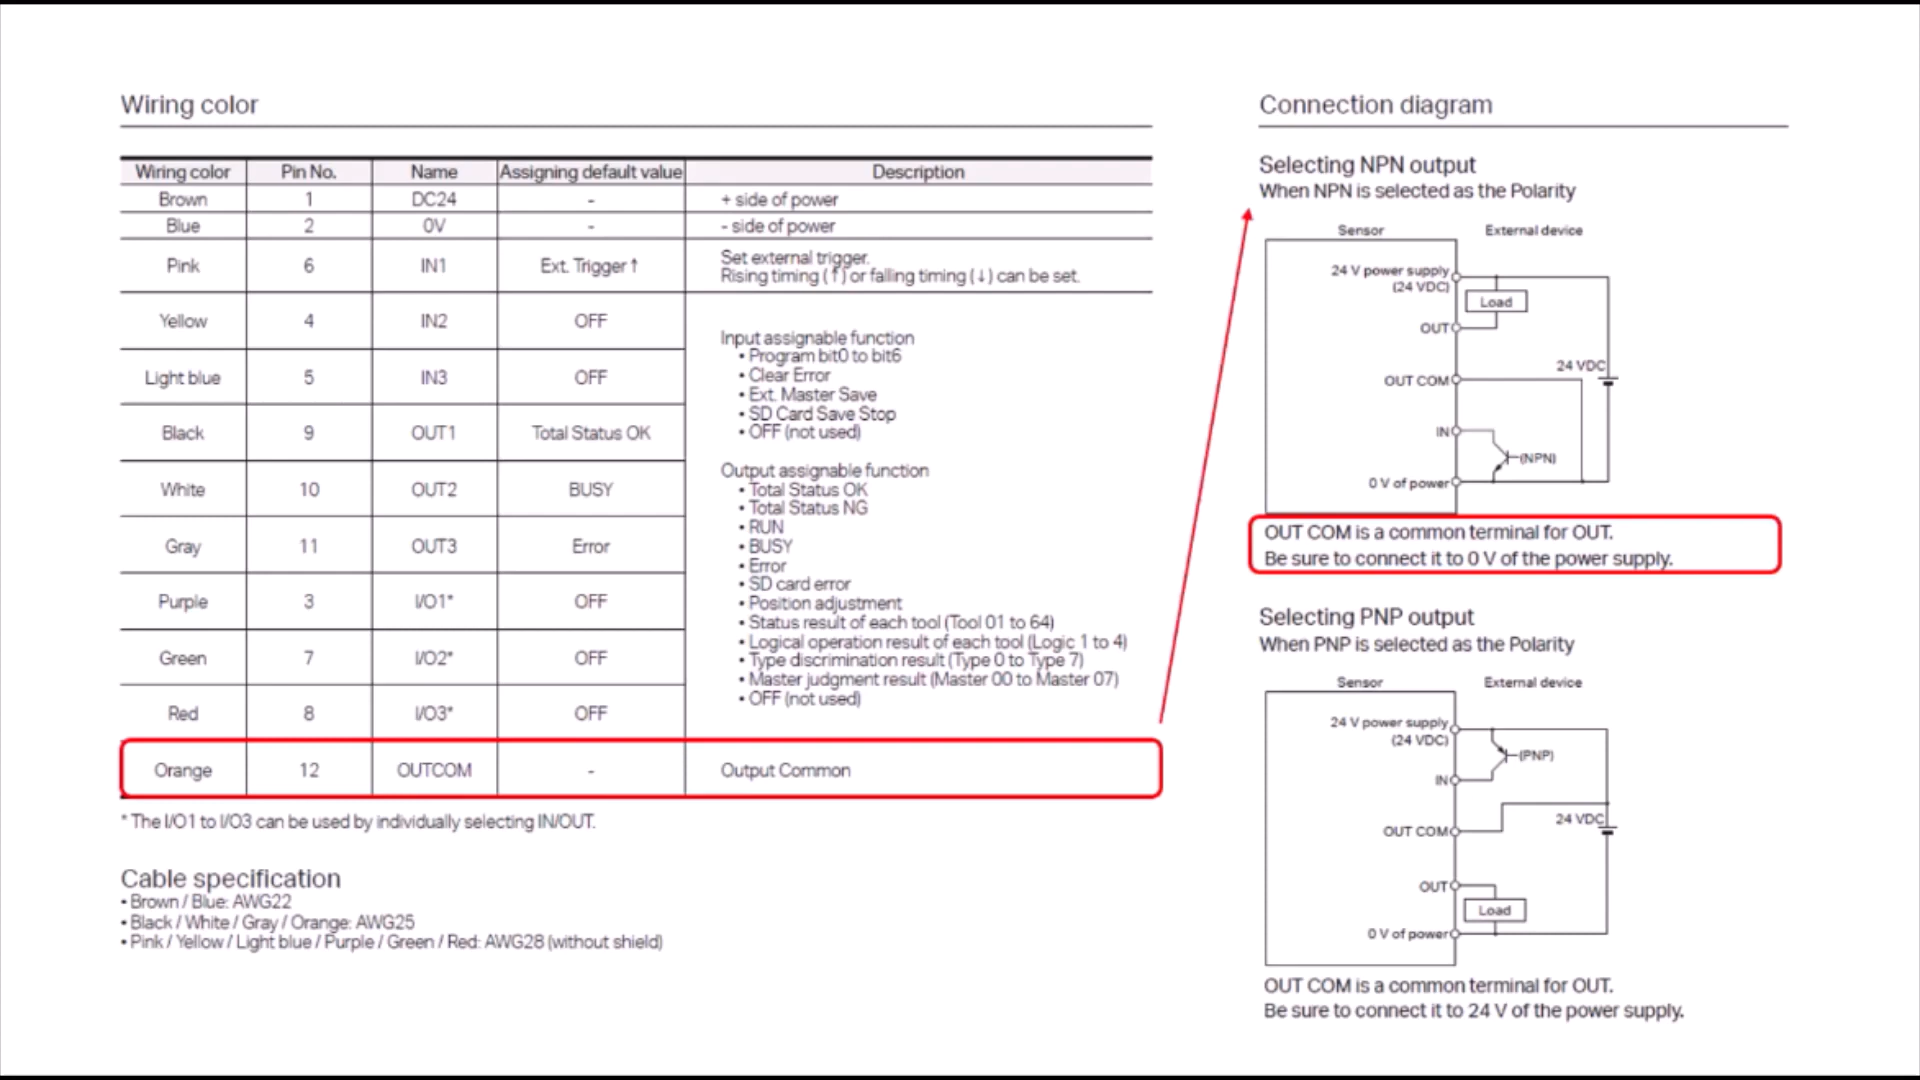 Wiring color
Wiring color Pin No. Name Assigning default value Description
Brown 1 DC24 - + side of power
Blue 2 0V - - side of power
Pink 6 IN1 Ext. Trigger↑ Set external trigger.
Rising timing (↑) or falling timing (↓) can be set.
Yellow 4 IN2 OFF
Light blue 5 IN3 OFF
Black 9 OUT1 Total Status OK
White 10 OUT2 BUSY
Gray 11 OUT3 Error
Purple 3 I/O1* OFF
Green 7 I/O2* OFF
Red 8 I/O3* OFF
Input assignable function
• Program bit0 to bit6
• Clear Error
• Ext. Master Save
• SD Card Save Stop
• OFF (not used)
Output assignable function
• Total Status OK
• Total Status NG
• RUN
• BUSY
• Error
• SD card error
• Position adjustment
• Status result of each tool (Tool 01 to 64)
• Logical operation result of each tool (Logic 1 to 4)
• Type discrimination result (Type 0 to Type 7)
• Master judgment result (Master 00 to Master 07)
• OFF (not used)
Orange 12 OUTCOM - Output Common
* The I/O1 to I/O3 can be used by individually selecting IN/OUT.
Cable specification
• Brown / Blue: AWG22
• Black / White / Gray / Orange: AWG25
• Pink / Yellow / Light blue / Purple / Green / Red: AWG28 (without shield)
Connection diagram
Selecting NPN output
When NPN is selected as the Polarity
Sensor External device
24 V power supply
(24 VDC)
Load
OUT
24 VDC
OUT COM
IN
(NPN)
0 V of power
OUT COM is a common terminal for OUT.
Be sure to connect it to 0 V of the power supply.
Selecting PNP output
When PNP is selected as the Polarity
Sensor External device
24 V power supply
(24 VDC)
(PNP)
IN
24 VDC
OUT COM
OUT
Load
0 V of power
OUT COM is a common terminal for OUT.
Be sure to connect it to 24 V of the power supply.